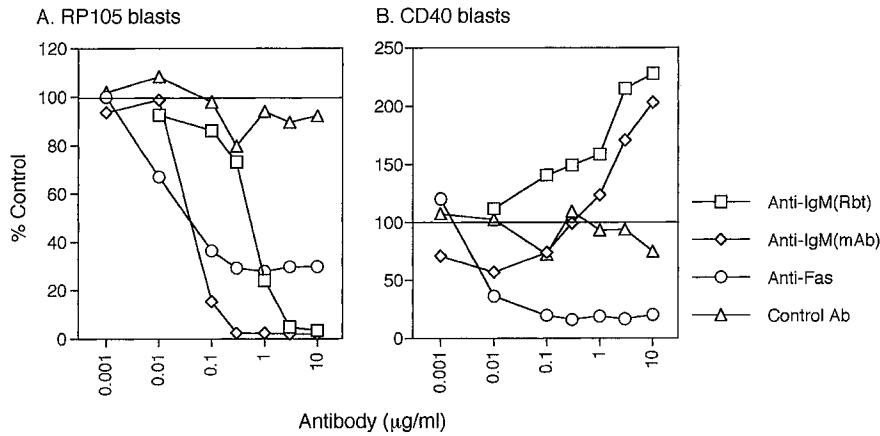 A. RP105 blasts
B. CD40 blasts
% Control
120
100
80
60
40
20
0
0.001
0.01
0.1
1
10
250
200
150
100
50
0
0.001
0.01
0.1
1
10
Antibody (µg/ml)
Anti-IgM(Rbt)
Anti-IgM(mAb)
Anti-Fas
Control Ab